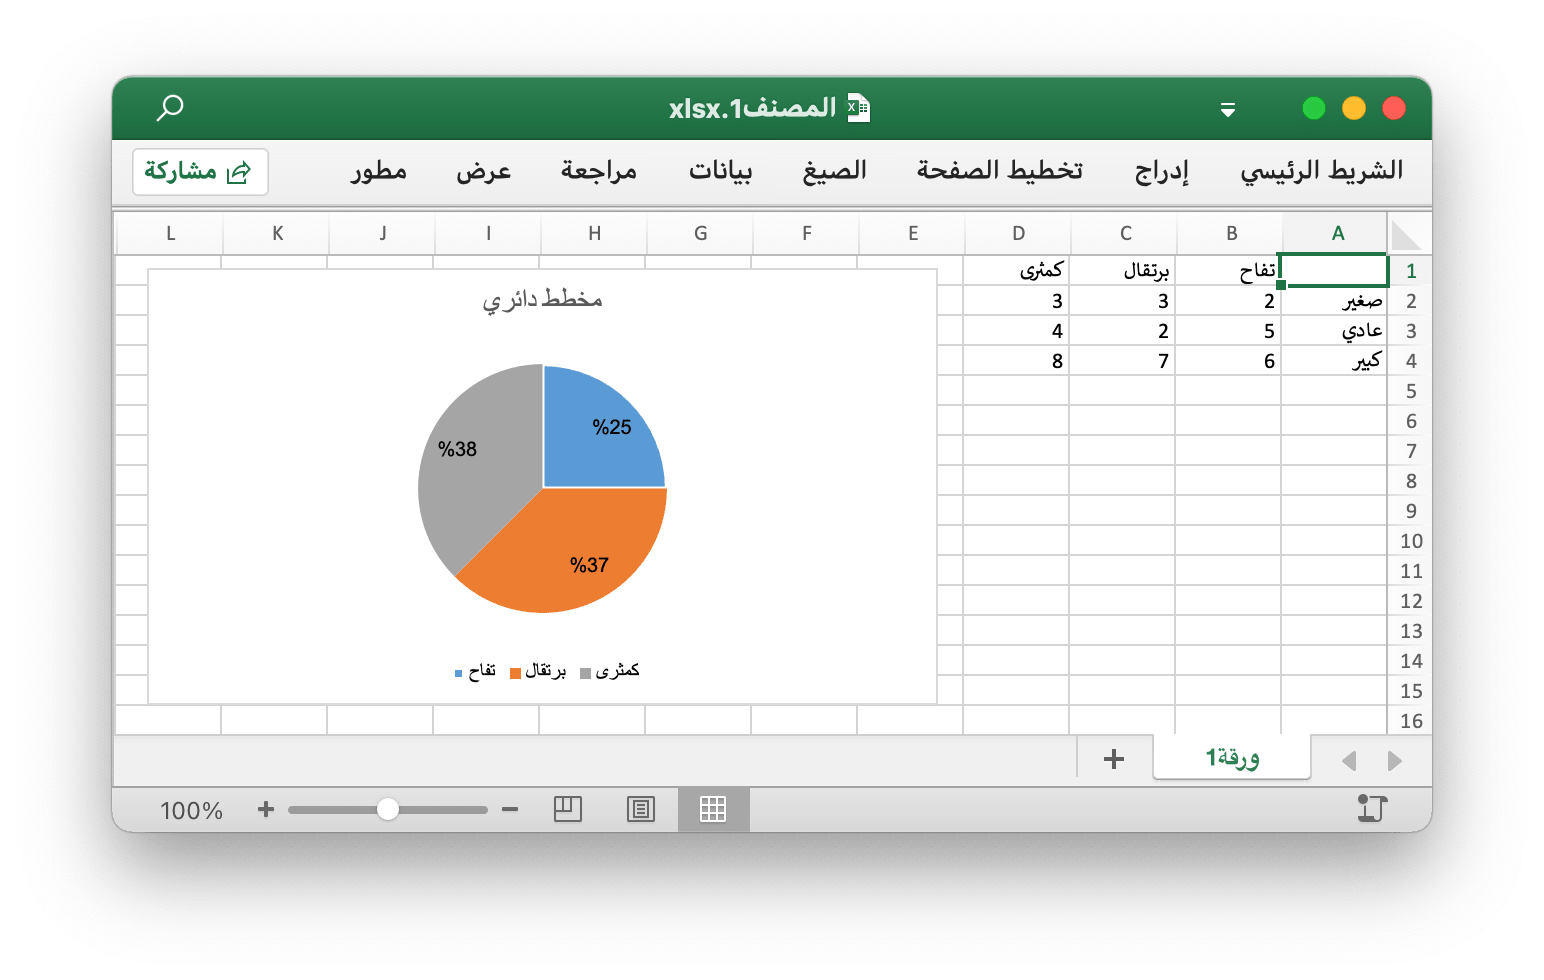 المصنف1.xlsx
الشريط الرئيسي إدراج تخطيط الصفحة الصيغ بيانات مراجعة عرض مطور مشاركة
A B C D E F G H I J K L
1 تفاح برتقال كمثرى
2 صغير 2 3 3
3 عادي 5 2 4
4 كبير 6 7 8
5
6
7
8
9
10
11
12
13
14
15
16
مخطط دائري
%25
%38
%37
كمثرى برتقال تفاح
ورقة1 +
100%